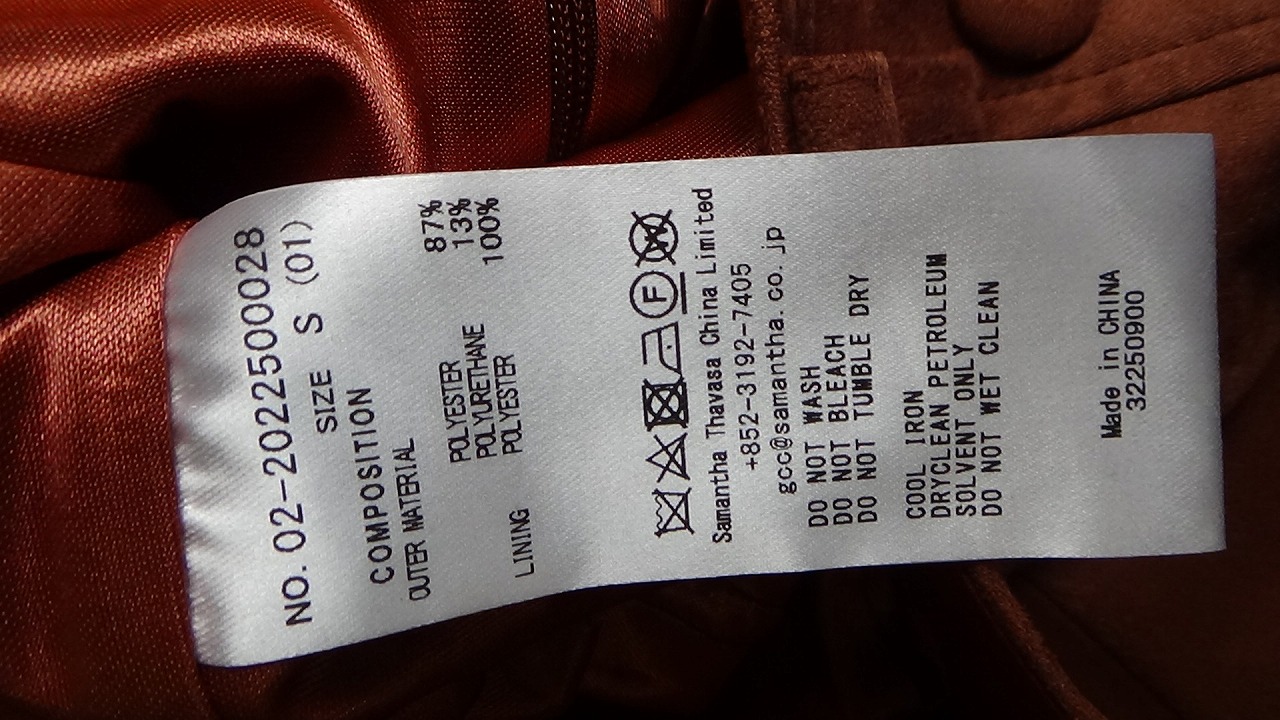 NO. 02-2022500028
SIZE S (01)
COMPOSITION
OUTER MATERIAL
POLYESTER 87%
POLYURETHANE 13%
LINING POLYESTER 100%
F
W
Samantha Thavasa China Limited
+852-3192-7405
gcc@samantha.co.jp
DO NOT WASH
DO NOT BLEACH
DO NOT TUMBLE DRY
COOL IRON
DRYCLEAN PETROLEUM
SOLVENT ONLY
DO NOT WET CLEAN
Made in CHINA
32250900